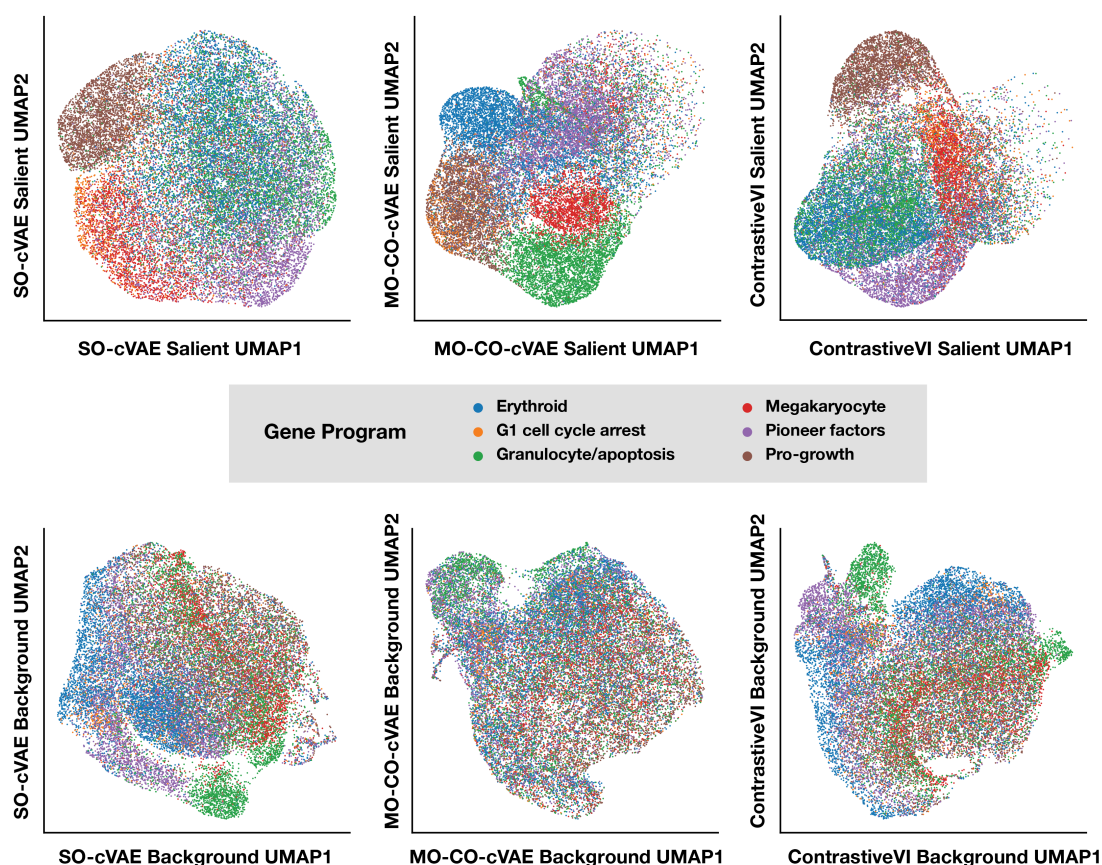 SO-cVAE Salient UMAP2
SO-cVAE Salient UMAP1
MO-CO-cVAE Salient UMAP2
MO-CO-cVAE Salient UMAP1
ContrastiveVI Salient UMAP2
ContrastiveVI Salient UMAP1
Gene Program
Erythroid
G1 cell cycle arrest
Granulocyte/apoptosis
Megakaryocyte
Pioneer factors
Pro-growth
SO-cVAE Background UMAP2
SO-cVAE Background UMAP1
MO-CO-cVAE Background UMAP2
MO-CO-cVAE Background UMAP1
ContrastiveVI Background UMAP2
ContrastiveVI Background UMAP1